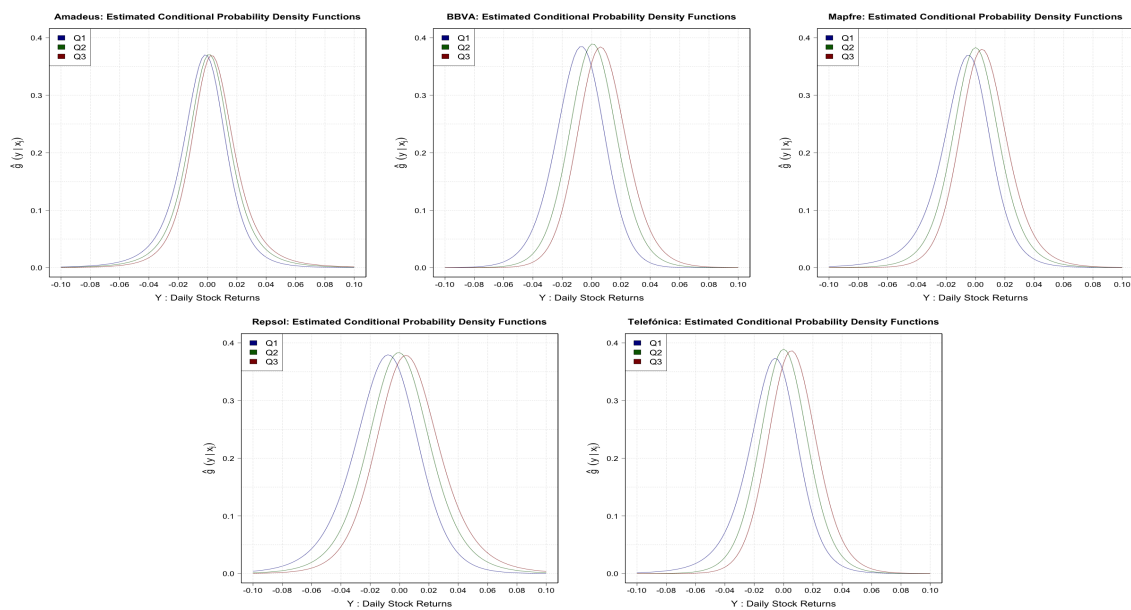 Amadeus: Estimated Conditional Probability Density Functions
Q1
Q2
Q3
0.4
0.3
0.2
0.1
0.0
ĝ (y | xj)
-0.10 -0.08 -0.06 -0.04 -0.02 0.00 0.02 0.04 0.06 0.08 0.10
Y : Daily Stock Returns
BBVA: Estimated Conditional Probability Density Functions
Q1
Q2
Q3
0.4
0.3
0.2
0.1
0.0
ĝ (y | xj)
-0.10 -0.08 -0.06 -0.04 -0.02 0.00 0.02 0.04 0.06 0.08 0.10
Y : Daily Stock Returns
Mapfre: Estimated Conditional Probability Density Functions
Q1
Q2
Q3
0.4
0.3
0.2
0.1
0.0
ĝ (y | xj)
-0.10 -0.08 -0.06 -0.04 -0.02 0.00 0.02 0.04 0.06 0.08 0.10
Y : Daily Stock Returns
Repsol: Estimated Conditional Probability Density Functions
Q1
Q2
Q3
0.4
0.3
0.2
0.1
0.0
ĝ (y | xj)
-0.10 -0.08 -0.06 -0.04 -0.02 0.00 0.02 0.04 0.06 0.08 0.10
Y : Daily Stock Returns
Telefónica: Estimated Conditional Probability Density Functions
Q1
Q2
Q3
0.4
0.3
0.2
0.1
0.0
ĝ (y | xj)
-0.10 -0.08 -0.06 -0.04 -0.02 0.00 0.02 0.04 0.06 0.08 0.10
Y : Daily Stock Returns